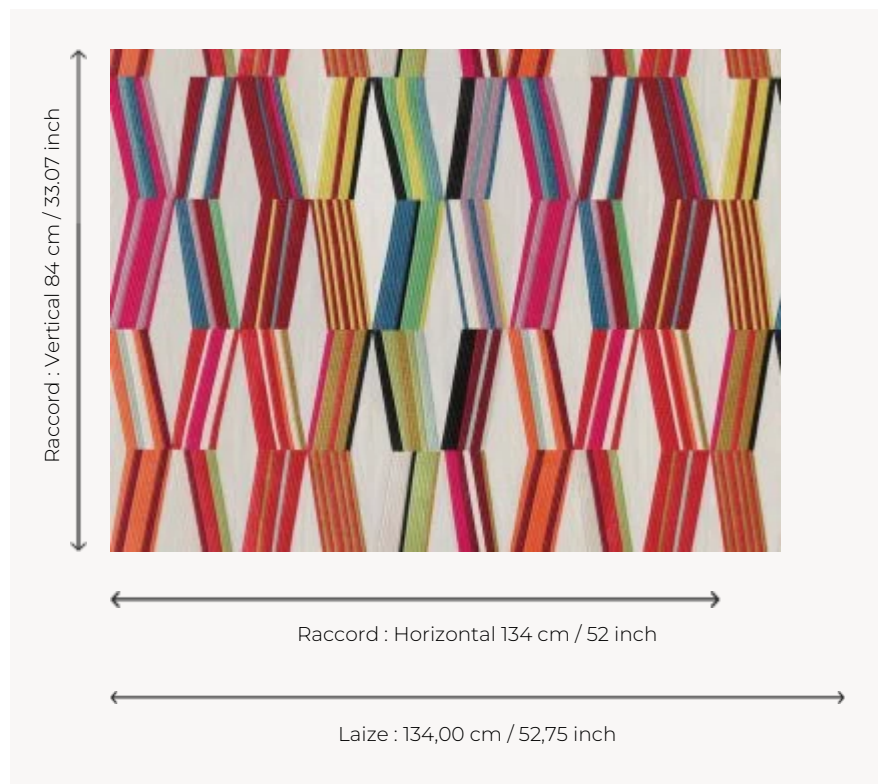 Raccord : Vertical 84 cm / 33.07 inch
Raccord : Horizontal 134 cm / 52 inch
Laize : 134,00 cm / 52,75 inch